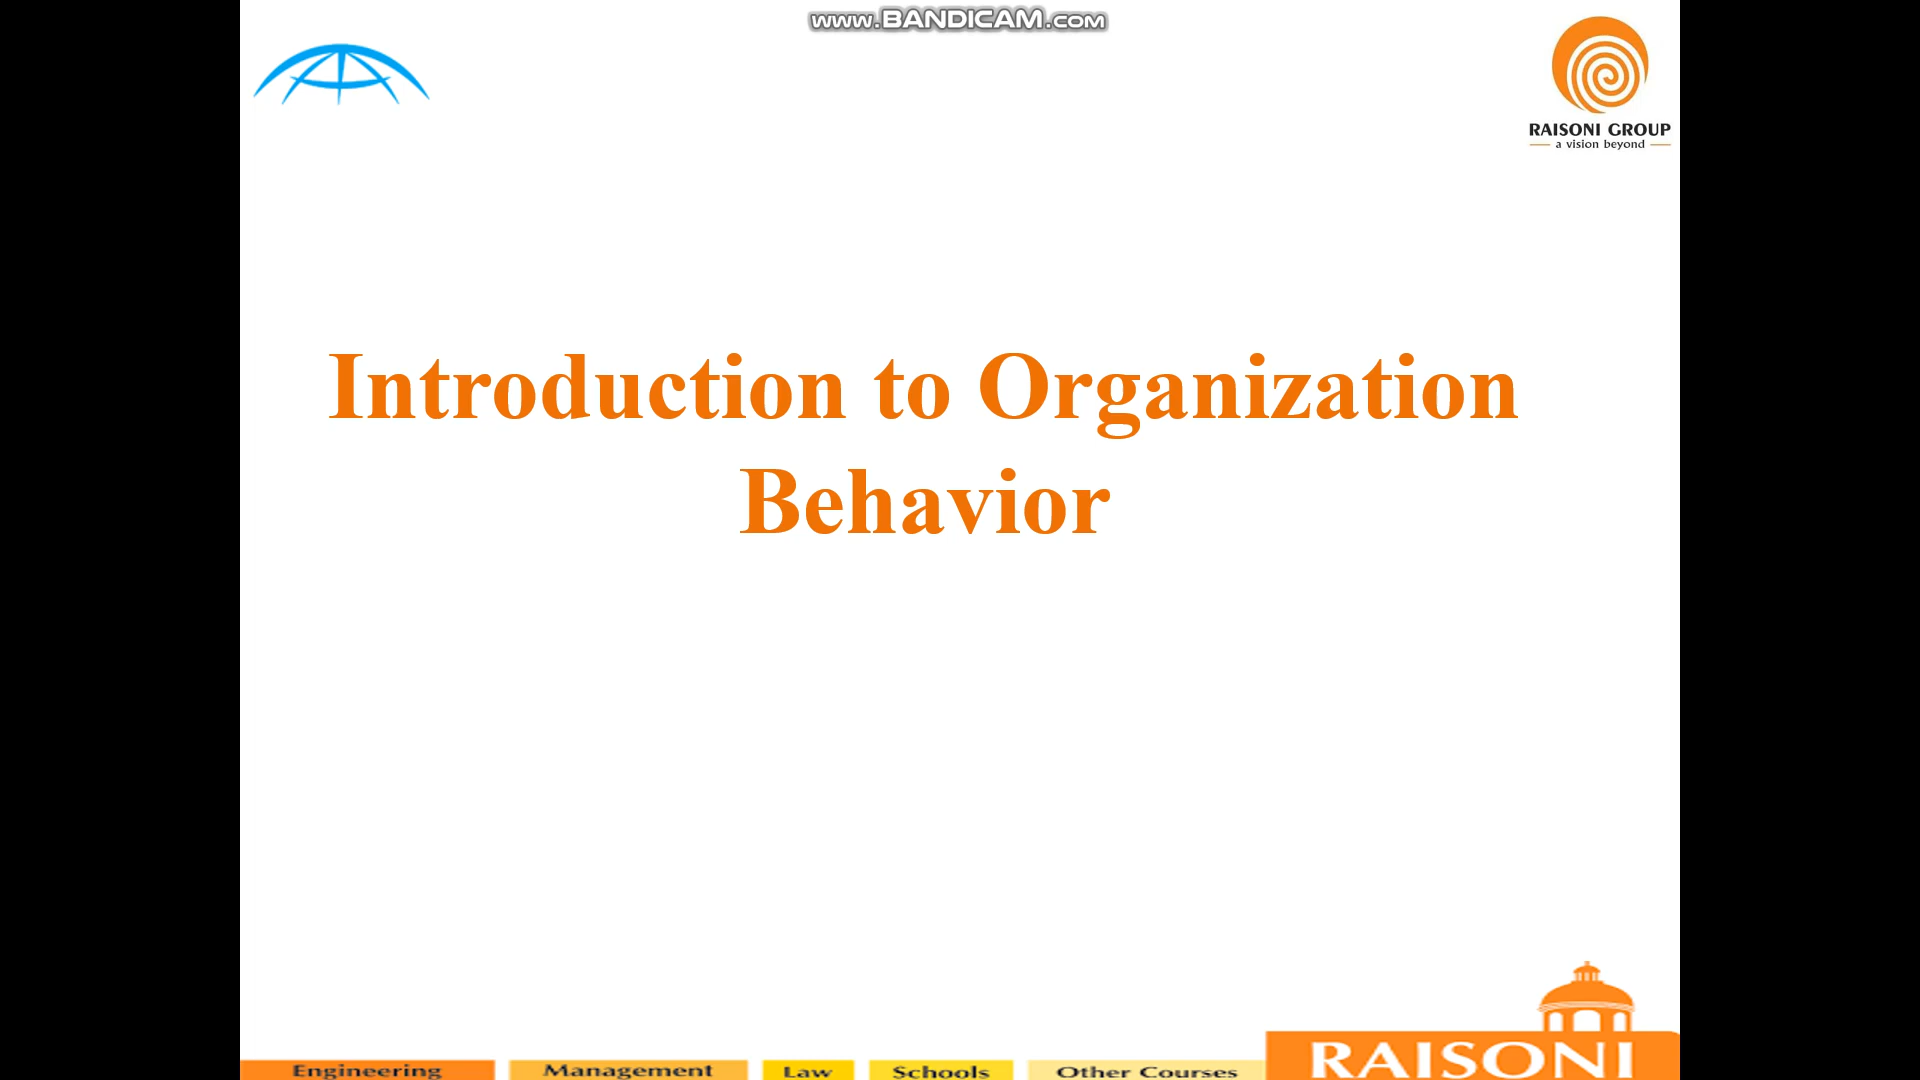 www.BANDICAM.com
RAISONI GROUP
a vision beyond
Introduction to Organization
Behavior
Engineering
Management
Law
Schools
Other Courses
RAISONI